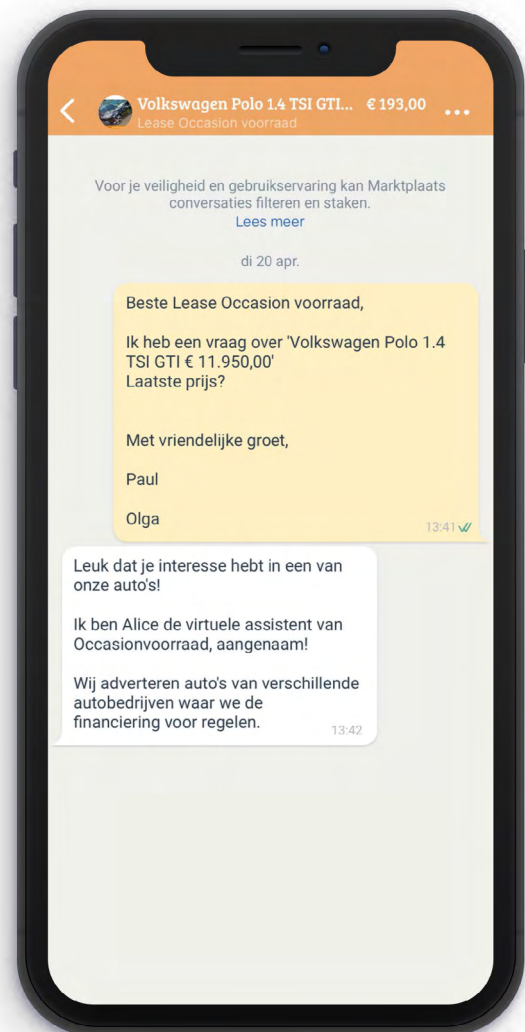 Volkswagen Polo 1.4 TSI GTI... € 193,00
Lease Occasion voorraad
Voor je veiligheid en gebruikservaring kan Marktplaats
conversaties filteren en staken.
Lees meer
di 20 apr.
Beste Lease Occasion voorraad,
Ik heb een vraag over 'Volkswagen Polo 1.4
TSI GTI € 11.950,00'
Laatste prijs?
Met vriendelijke groet,
Paul
Olga
13:41
Leuk dat je interesse hebt in een van
onze auto's!
Ik ben Alice de virtuele assistent van
Occasionvoorraad, aangenaam!
Wij adverteren auto's van verschillende
autobedrijven waar we de
financiering voor regelen.
13:42